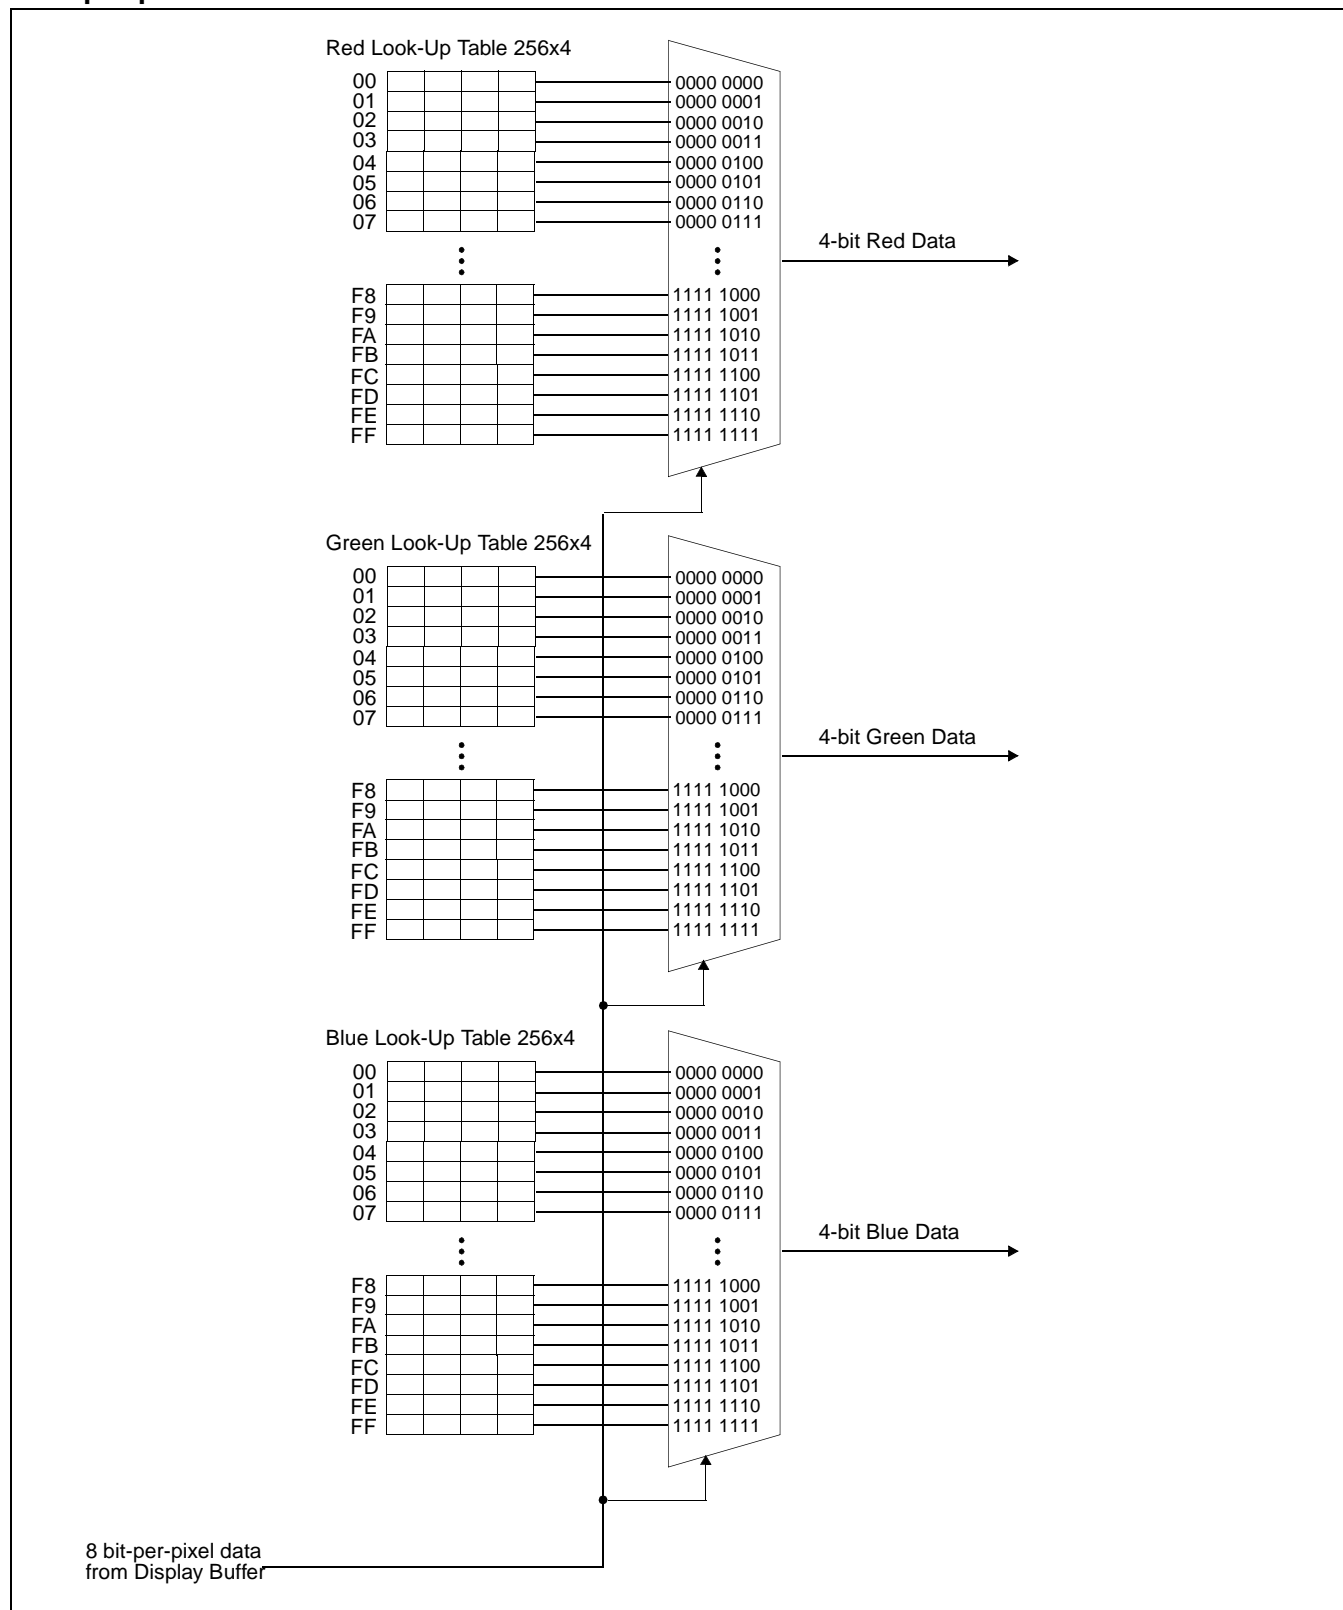 Red Look-Up Table 256x4
00 0000 0000
01 0000 0001
02 0000 0010
03 0000 0011
04 0000 0100
05 0000 0101
06 0000 0110
07 0000 0111
4-bit Red Data
F8 1111 1000
F9 1111 1001
FA 1111 1010
FB 1111 1011
FC 1111 1100
FD 1111 1101
FE 1111 1110
FF 1111 1111
Green Look-Up Table 256x4
00 0000 0000
01 0000 0001
02 0000 0010
03 0000 0011
04 0000 0100
05 0000 0101
06 0000 0110
07 0000 0111
4-bit Green Data
F8 1111 1000
F9 1111 1001
FA 1111 1010
FB 1111 1011
FC 1111 1100
FD 1111 1101
FE 1111 1110
FF 1111 1111
Blue Look-Up Table 256x4
00 0000 0000
01 0000 0001
02 0000 0010
03 0000 0011
04 0000 0100
05 0000 0101
06 0000 0110
07 0000 0111
4-bit Blue Data
F8 1111 1000
F9 1111 1001
FA 1111 1010
FB 1111 1011
FC 1111 1100
FD 1111 1101
FE 1111 1110
FF 1111 1111
8 bit-per-pixel data
from Display Buffer